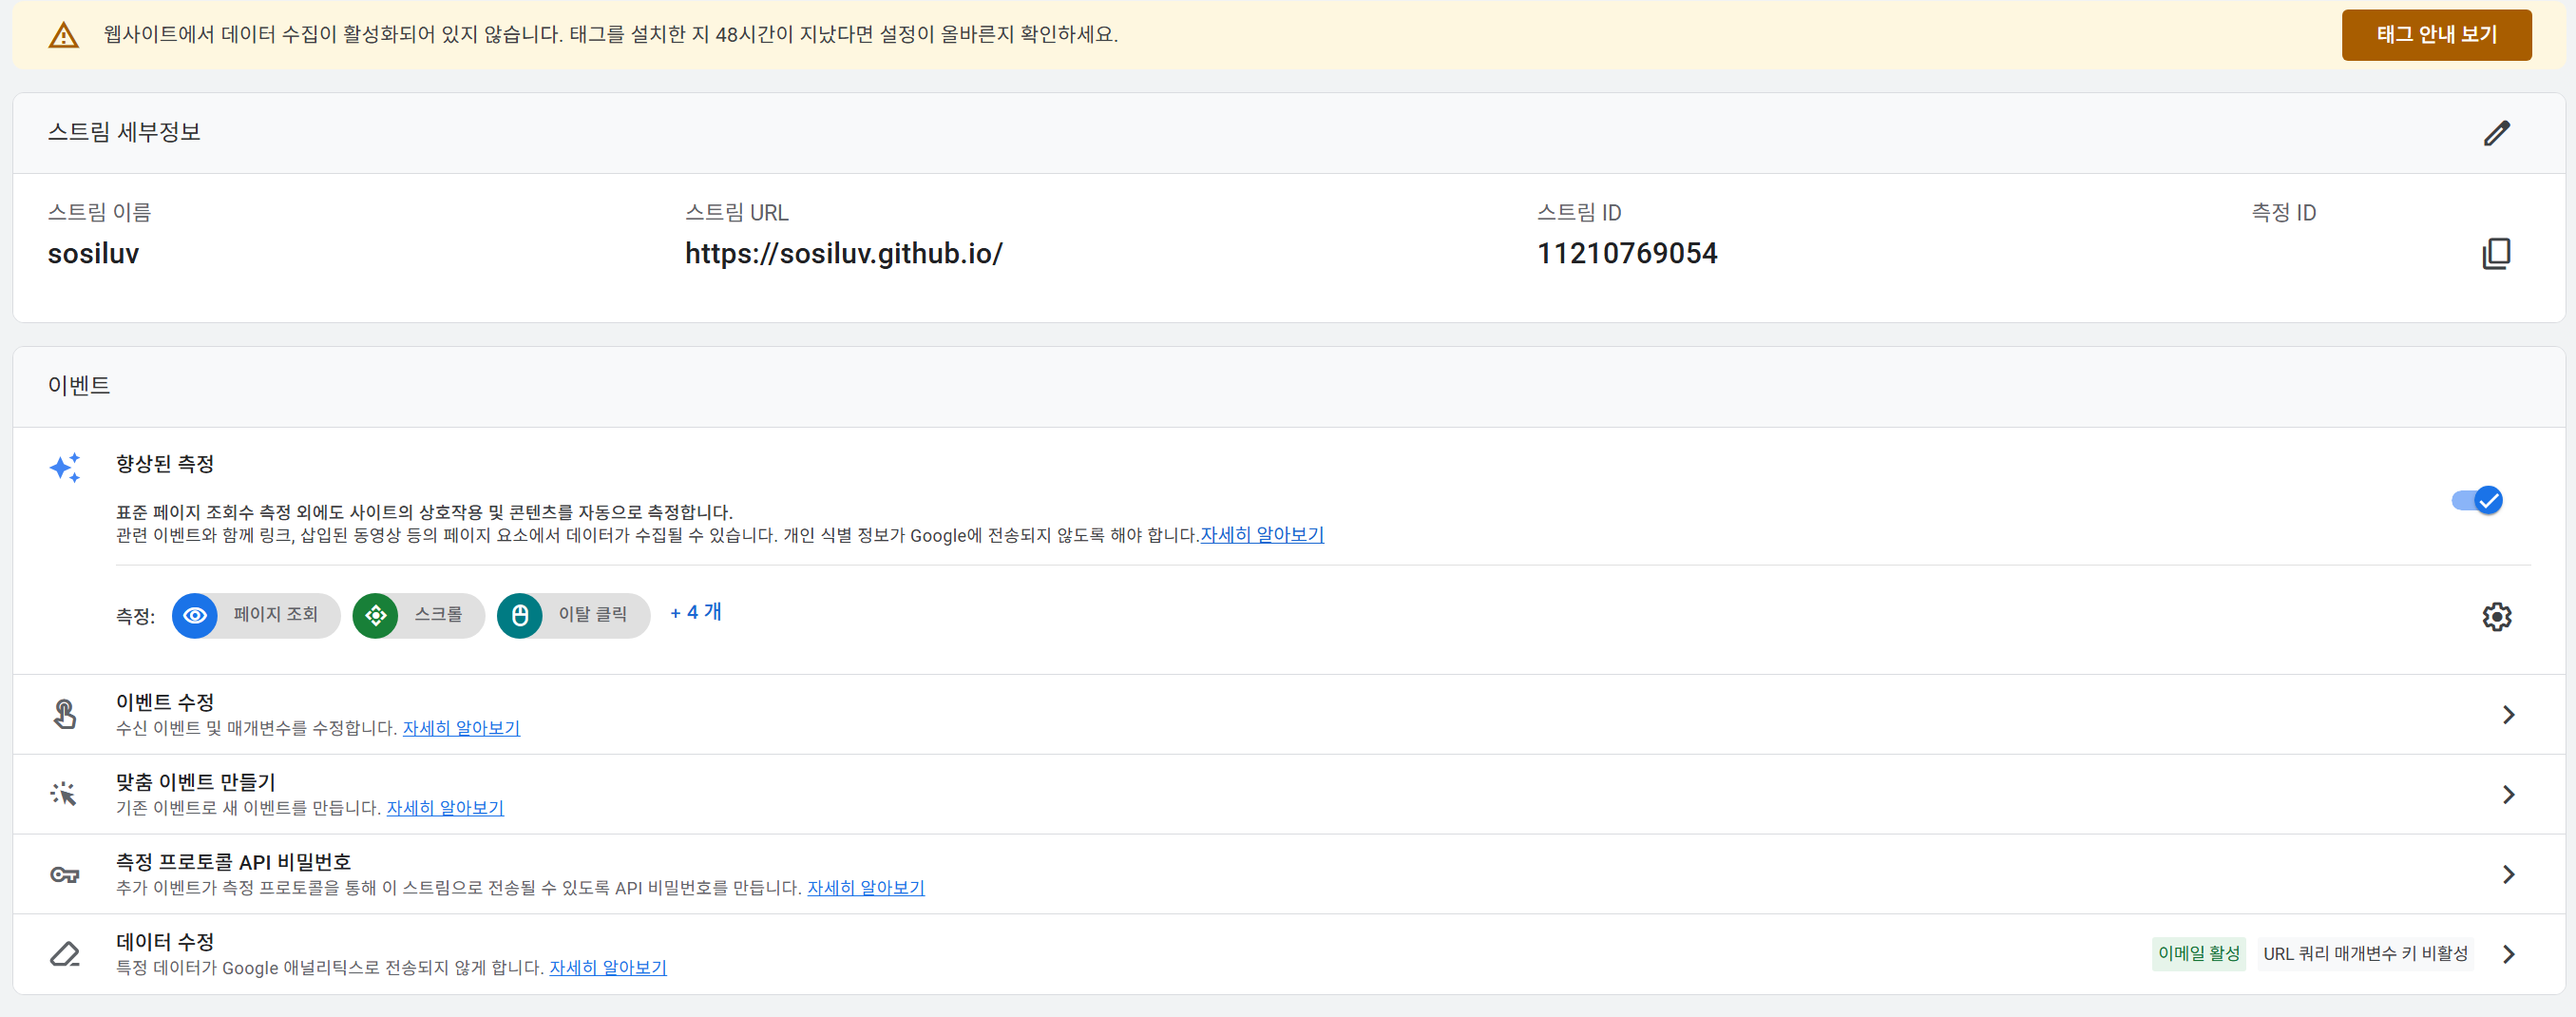 웹사이트에서 데이터 수집이 활성화되어 있지 않습니다. 태그를 설치한 지 48시간이 지났다면 설정이 올바른지 확인하세요.
태그 안내 보기
스트림 세부정보
스트림 이름
sosiluv
스트림 URL
https://sosiluv.github.io/
스트림 ID
11210769054
측정 ID
이벤트
향상된 측정
표준 페이지 조회수 측정 외에도 사이트의 상호작용 및 콘텐츠를 자동으로 측정합니다.
관련 이벤트와 함께 링크, 삽입된 동영상 등의 페이지 요소에서 데이터가 수집될 수 있습니다. 개인 식별 정보가 Google에 전송되지 않도록 해야 합니다.자세히 알아보기
측정: 페이지 조회 스크롤 이탈 클릭 + 4 개
이벤트 수정
수신 이벤트 및 매개변수를 수정합니다. 자세히 알아보기
맞춤 이벤트 만들기
기존 이벤트로 새 이벤트를 만듭니다. 자세히 알아보기
측정 프로토콜 API 비밀번호
추가 이벤트가 측정 프로토콜을 통해 이 스트림으로 전송될 수 있도록 API 비밀번호를 만듭니다. 자세히 알아보기
데이터 수정
특정 데이터가 Google 애널리틱스로 전송되지 않게 합니다. 자세히 알아보기
이메일 활성 URL 쿼리 매개변수 키 비활성